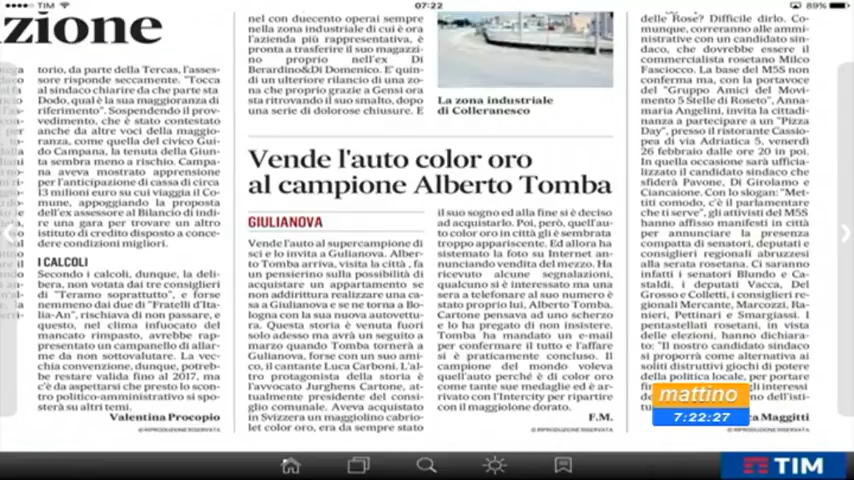 TIM
07:22
89%
zione
torio, da parte della Tercas, l'asses-
sore risponde seccamente. "Tocca
al sindaco chiarire da che parte sta
Dodo, qual è la sua maggioranza di
riferimento". Sospendendo il prov-
vedimento, che è stato contestato
anche da altre voci della maggio-
ranza, come quella del civico Gui-
do Campana, la tenuta della Giun-
ta sembra meno a rischio. Campa-
na aveva mostrato apprensione
per l'anticipazione di cassa di circa
13 milioni euro su cui viaggia il Co-
mune, appoggiando la proposta
dell'ex assessore al Bilancio di indi-
re una gara per trovare un altro
istituto di credito disposto a conce-
dere condizioni migliori.
I CALCOLI
Secondo i calcoli, dunque, la deli-
bera, non votata dai tre consiglieri
di "Teramo soprattutto", e forse
nemmeno dai due di "Fratelli d'Ita-
lia-An", rischiava di non passare, e
questo, nel clima infuocato del
mancato rimpasto, avrebbe rap-
presentato un campanello di allar-
me da non sottovalutare. La vec-
chia convenzione, dunque, potreb-
be restare valida fino al 2017, ma
c'è da aspettarsi che presto lo scon-
tro politico-amministrativo si spo-
sterà su altri temi.
Valentina Procopio
© RIPRODUZIONE RISERVATA
nel con duecento operai sempre
nella zona industriale di cui è ora
l'azienda più rappresentativa, è
pronta a trasferire il suo magazzi-
no proprio nell'ex Di
Berardino&Di Domenico. E' quin-
di un ulteriore rilancio di una zo-
na che proprio grazie a Gensi ora
sta ritrovando il suo smalto, dopo
una serie di dolorose chiusure. E
La zona industriale
di Colleranesco
Vende l'auto color oro
al campione Alberto Tomba
GIULIANOVA
Vende l'auto al supercampione di
sci e lo invita a Giulianova. Alber-
to Tomba arriva, visita la città , fa
un pensierino sulla possibilità di
acquistare un appartamento se
non addirittura realizzare una ca-
sa a Giulianova e se ne torna a Bo-
logna con la sua nuova autovettu-
ra. Questa storia è venuta fuori
solo adesso ma avrà un seguito a
marzo quando Tomba tornerà a
Gulianova, forse con un suo ami-
co, il cantante Luca Carboni. L'al-
tro protagonista della storia è
l'avvocato Jurghens Cartone, at-
tualmente presidente del consi-
glio comunale. Aveva acquistato
in Svizzera un maggiolino cabrio-
let color oro, era da sempre stato
il suo sogno ed alla fine si è deciso
ad acquistarlo. Poi, però, quell'au-
to color oro in città gli è sembrata
troppo appariscente. Ed allora ha
sistemato la foto su Internet an-
nunciando vendita del mezzo. Ha
ricevuto alcune segnalazioni,
qualcuno si è interessato ma una
sera a telefonare al suo numero è
stato proprio lui, Alberto Tomba.
Cartone pensava ad uno scherzo
e lo ha pregato di non insistere.
Tomba ha mandato un e-mail
per confermare il tutto e l'affare
si è praticamente concluso. Il
campione del mondo voleva
quell'auto perché è di color oro
come tante sue medaglie ed è ar-
rivato con l'Intercity per ripartire
con il maggiolone dorato.
F.M.
© RIPRODUZIONE RISERVATA
delle Rose? Difficile dirlo. Co-
munque, correranno alle ammi-
nistrative con un candidato sin-
daco, che dovrebbe essere il
commercialista rosetano Milco
Fasciocco. La base del M5S non
conferma ma, con la portavoce
del "Gruppo Amici del Movi-
mento 5 Stelle di Roseto", Anna-
maria Angelini, invita la cittadi-
nanza a partecipare a un "Pizza
Day", presso il ristorante Cassio-
pea di via Adriatica 5, venerdì
26 febbraio dalle ore 20 in poi.
In quella occasione sarà ufficia-
lizzata il candidato sindaco che
sfiderà Pavone, Di Girolamo e
Ciancaione. Con lo slogan: "Met-
titi comodo, c'è il parlamentare
che ti serve", gli attivisti del M5S
hanno affisso manifesti in città
per annunciare la presenza
compatta di senatori, deputati e
consiglieri regionali abruzzesi
alla serata rosetana. Ci saranno
infatti i senatori Blundo e Ca-
staldi, i deputati Vacca, Del
Grosso e Colletti, i consiglieri re-
gionali Mercante, Marcozzi, Ra-
nieri, Pettinari e Smargiassi. I
pentastellati rosetani, in vista
delle elezioni, hanno dichiara-
to: "Il nostro candidato sindaco
si proporrà come alternativa ai
soliti distruttivi giochi di potere
della politica locale, per portare
mattino
7:22:27
Maggitti
RISERVATA
TIM